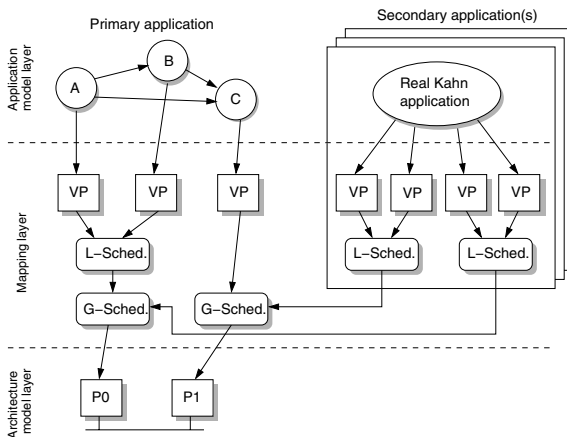 Secondary application(s)
Primary application
Application
model layer
A
B
C
Real Kahn
application
Mapping layer
VP
VP
VP
VP
VP
VP
VP
L–Sched.
L–Sched.
L–Sched.
G–Sched.
G–Sched.
Architecture
model layer
P0
P1